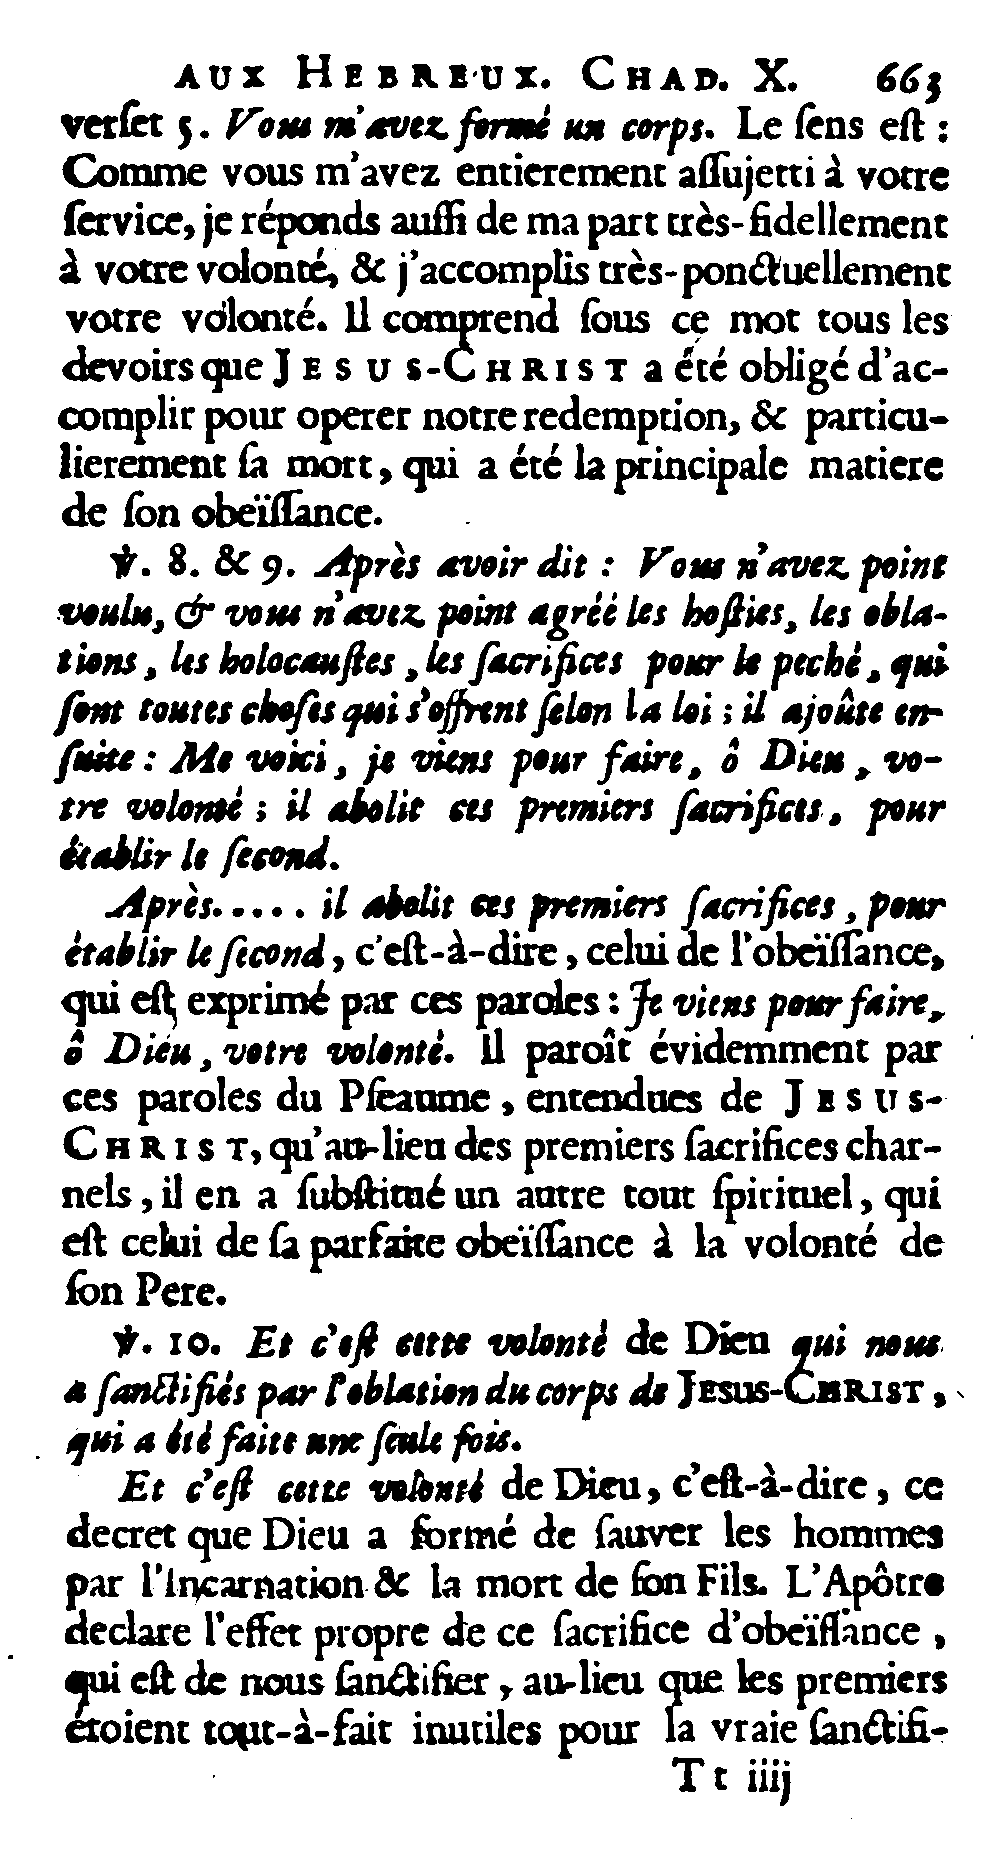 AUX HEBREUX. CHAD. X. 663
verſet 5. Vous m'avez formé un corps. Le ſens eſt :
Comme vous m'avez entierement aſſujetti à votre
ſervice, je réponds auſſi de ma part très-fidellement
à votre volonté, & j'accomplis très-ponctuellement
votre volonté. Il comprend ſous ce mot tous les
devoirs que JESUS-CHRIST a été obligé d'ac-
complir pour operer notre redemption, & particu-
lierement ſa mort, qui a été la principale matiere
de ſon obeïſſance.
℣. 8. & 9. Après avoir dit : Vous n'avez point
voulu, & vous n'avez point agréé les hoſties, les obla-
tions, les holocauſtes, les ſacrifices pour le peché, qui
ſont toutes choſes qui s'offrent ſelon la loi ; il ajoûte en-
ſuite : Me voici, je viens pour faire, ô Dieu, vo-
tre volonté ; il abolit ces premiers ſacrifices, pour
établir le ſecond.
Après..... il abolit ces premiers ſacrifices, pour
établir le ſecond, c'eſt-à-dire, celui de l'obeïſſance,
qui eſt exprimé par ces paroles : Je viens pour faire,
ô Dieu, votre volonté. Il paroît évidemment par
ces paroles du Pſeaume, entendues de JESUS-
CHRIST, qu'au-lieu des premiers ſacrifices char-
nels, il en a ſubſtitué un autre tout ſpirituel, qui
eſt celui de ſa parfaite obeïſſance à la volonté de
ſon Pere.
℣. 10. Et c'eſt cette volonté de Dieu qui nous
a ſanctifiés par l'oblation du corps de JESUS-CHRIST,
qui a été faite une ſeule fois.
Et c'eſt cette volonté de Dieu, c'eſt-à-dire, ce
decret que Dieu a formé de ſauver les hommes
par l'Incarnation & la mort de ſon Fils. L'Apôtre
declare l'effet propre de ce ſacrifice d'obeïſſance,
qui eſt de nous ſanctifier, au-lieu que les premiers
étoient tout-à-fait inutiles pour la vraie ſanctifi-
Tt iiij